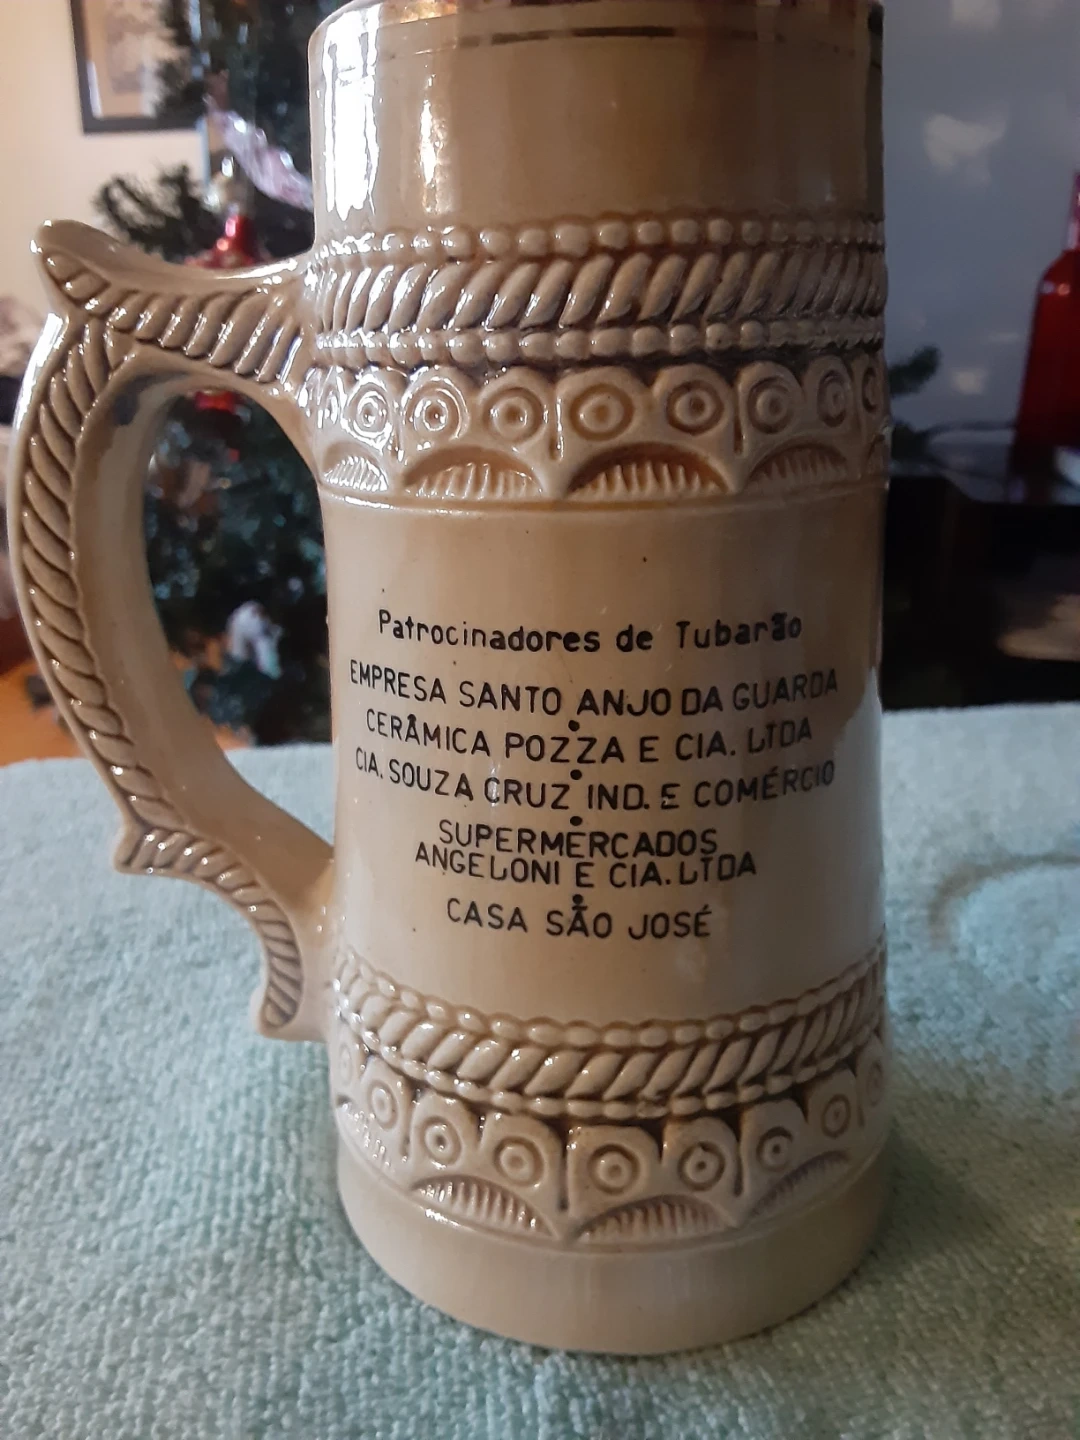 Patrocinadores de Tubarão
EMPRESA SANTO ANJO DA GUARDA
CERÂMICA POZZA E CIA. LTDA
CIA. SOUZA CRUZ IND. E COMÉRCIO
SUPERMERCADOS
ANGELONI E CIA. LTDA
CASA SÃO JOSÉ